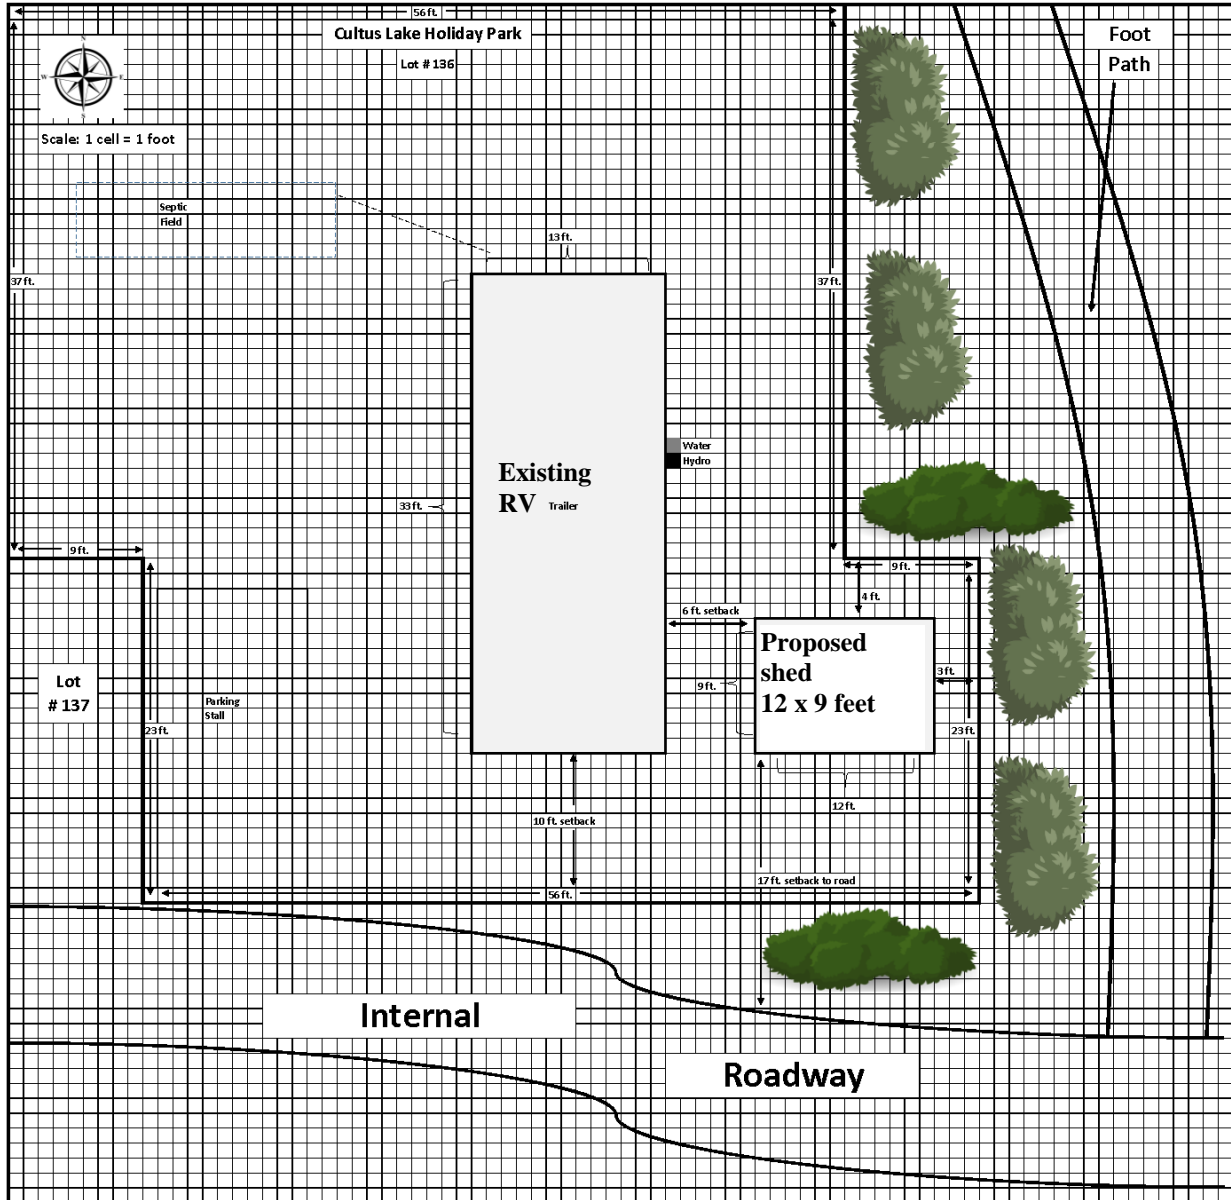 56 ft.
Cultus Lake Holiday Park
Lot # 136
Foot
Path
N
W
E
S
Scale: 1 cell = 1 foot
Septic
Field
13 ft.
37 ft.
37 ft.
Water
Hydro
Existing
RV Trailer
33 ft.
9 ft.
9 ft.
4 ft.
6 ft. setback
Proposed
shed
12 x 9 feet
9 ft.
3 ft.
Lot
# 137
Parking
Stall
23 ft.
23 ft.
12 ft.
10 ft. setback
17 ft. setback to road
56 ft.
Internal
Roadway